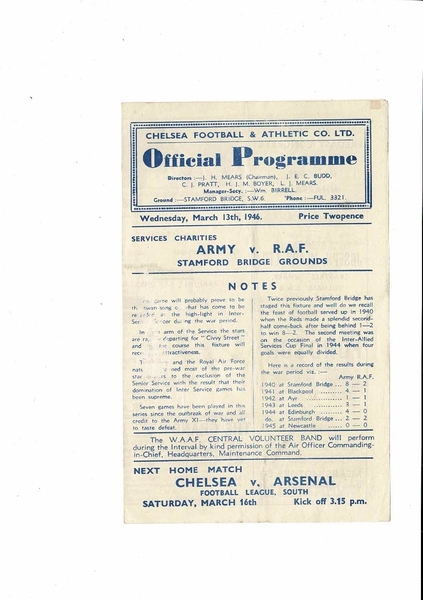 CHELSEA FOOTBALL & ATHLETIC CO. LTD.
Official Programme
Directors :—J. H. MEARS (Chairman), J. E. C. BUDD,
C. J. PRATT, H. J. M. BOYER, L. J. MEARS.
Manager-Secy. :—Wm BIRRELL.
Ground :—STAMFORD BRIDGE, S.W.6. 'Phone :—FUL. 3321.
Wednesday, March 13th, 1946. Price Twopence
SERVICES CHARITIES
ARMY v. R.A.F.
STAMFORD BRIDGE GROUNDS
NOTES
game will probably prove to be
swan-song of that has come to be
as the high-light in Inter-
Service Soccer during the war period.
arm of the Service the stars
are departing for "Civvy Street"
and course this fixture will
attractiveness.
The and the Royal Air Force
most of the pre-war
stars to the exclusion of the
Senior Service with the result that their
domination of Inter Service games has
been supreme.
Seven games have been played in this
series since the outbreak of war and all
credit to the Army XI—they have yet
to taste defeat.
Twice previously Stamford Bridge has
staged this fixture and well do we recall
the feast of football served up in 1940
when the Reds made a splendid second-
half come-back after being behind 1—2
to win 8—2. The second meeting was
on the occasion of the Inter-Allied
Services Cup Final in 1944 when four
goals were equally divided.
Here is a record of the results during
the war period viz. :—
Army R.A.F.
1940 at Stamford Bridge ... 8 — 2
1941 at Blackpool ... 4 —
1942 at Ayr ... 1 — 1
1943 at Leeds ... 3 —
1944 at Edinburgh ... 4 — 0
do. at Stamford Bridge ... 2 — 2
1945 at Newcastle ... 0 — 0
The W.A.A.F. CENTRAL VOLUNTEER BAND will perform
during the Interval by kind permission of the Air Officer Commanding-
in-Chief, Headquarters, Maintenance Command.
NEXT HOME MATCH
CHELSEA v. ARSENAL
FOOTBALL LEAGUE, SOUTH
SATURDAY, MARCH 16th Kick off 3.15 p.m.